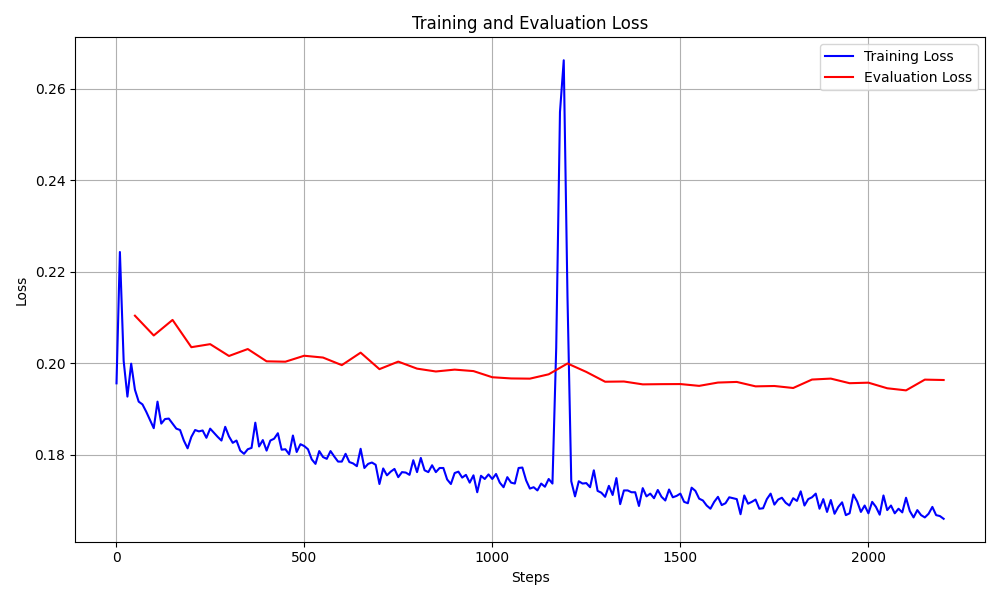 Training and Evaluation Loss
Training Loss
Evaluation Loss
0.26
0.24
0.22
0.20
0.18
Loss
0
500
1000
1500
2000
Steps